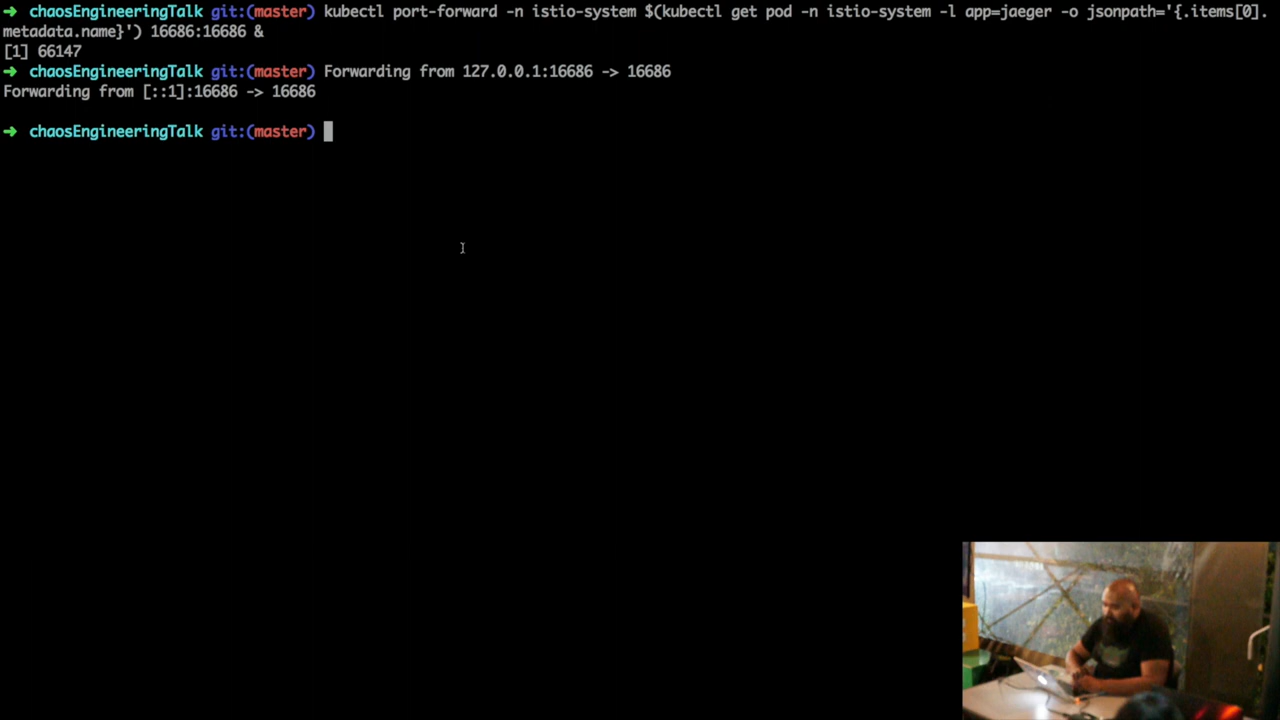 ➜  chaosEngineeringTalk git:(master) kubectl port-forward -n istio-system $(kubectl get pod -n istio-system -l app=jaeger -o jsonpath='{.items[0].
metadata.name}') 16686:16686 &
[1] 66147
➜  chaosEngineeringTalk git:(master) Forwarding from 127.0.0.1:16686 -> 16686
Forwarding from [::1]:16686 -> 16686
➜  chaosEngineeringTalk git:(master)